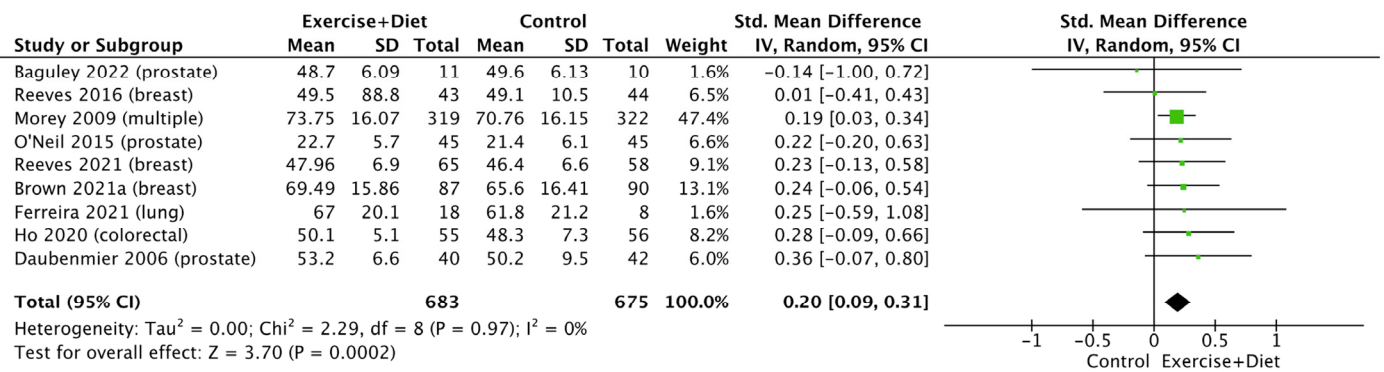 Exercise+Diet Control Std. Mean Difference Std. Mean Difference
Study or Subgroup Mean SD Total Mean SD Total Weight IV, Random, 95% CI IV, Random, 95% CI
Baguley 2022 (prostate) 48.7 6.09 11 49.6 6.13 10 1.6% -0.14 [-1.00, 0.72]
Reeves 2016 (breast) 49.5 88.8 43 49.1 10.5 44 6.5% 0.01 [-0.41, 0.43]
Morey 2009 (multiple) 73.75 16.07 319 70.76 16.15 322 47.4% 0.19 [0.03, 0.34]
O'Neil 2015 (prostate) 22.7 5.7 45 21.4 6.1 45 6.6% 0.22 [-0.20, 0.63]
Reeves 2021 (breast) 47.96 6.9 65 46.4 6.6 58 9.1% 0.23 [-0.13, 0.58]
Brown 2021a (breast) 69.49 15.86 87 65.6 16.41 90 13.1% 0.24 [-0.06, 0.54]
Ferreira 2021 (lung) 67 20.1 18 61.8 21.2 8 1.6% 0.25 [-0.59, 1.08]
Ho 2020 (colorectal) 50.1 5.1 55 48.3 7.3 56 8.2% 0.28 [-0.09, 0.66]
Daubenmier 2006 (prostate) 53.2 6.6 40 50.2 9.5 42 6.0% 0.36 [-0.07, 0.80]
Total (95% CI) 683 675 100.0% 0.20 [0.09, 0.31]
Heterogeneity: Tau² = 0.00; Chi² = 2.29, df = 8 (P = 0.97); I² = 0%
Test for overall effect: Z = 3.70 (P = 0.0002)
-1 -0.5 0 0.5 1
Control Exercise+Diet